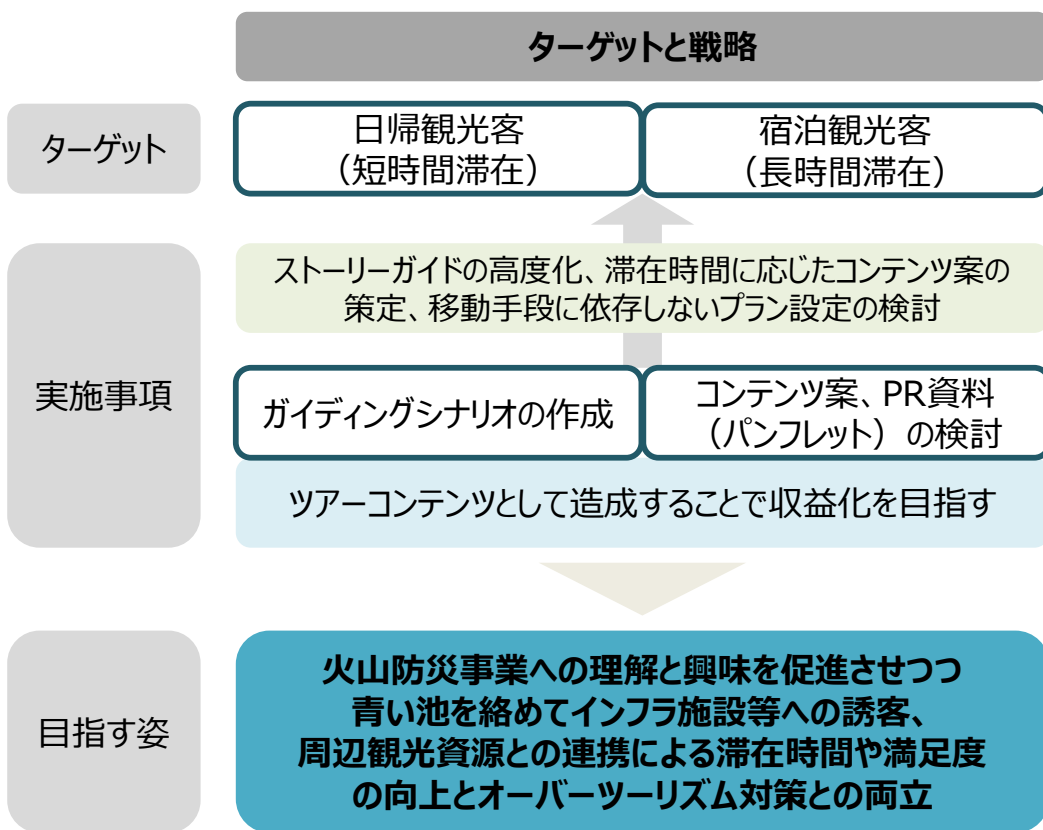 ターゲットと戦略
ターゲット
日帰観光客
（短時間滞在）
宿泊観光客
（長時間滞在）
実施事項
ストーリーガイドの高度化、滞在時間に応じたコンテンツ案の
策定、移動手段に依存しないプラン設定の検討
ガイディングシナリオの作成
コンテンツ案、PR資料
（パンフレット）の検討
ツアーコンテンツとして造成することで収益化を目指す
目指す姿
火山防災事業への理解と興味を促進させつつ
青い池を絡めてインフラ施設等への誘客、
周辺観光資源との連携による滞在時間や満足度
の向上とオーバーツーリズム対策との両立